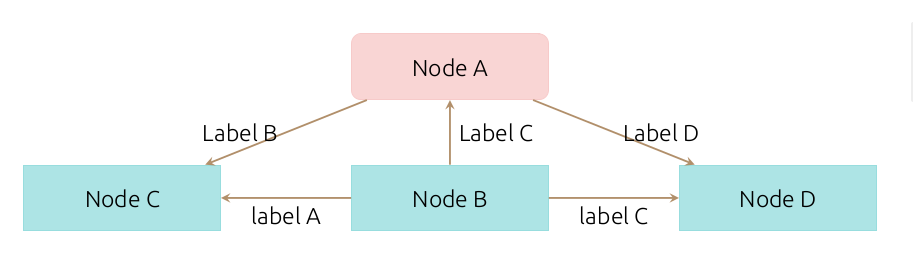 Node A
Label B
Label C
Label D
Node C
Node B
Node D
label A
label C